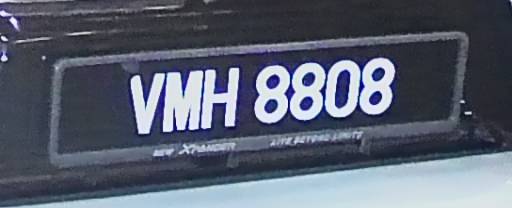 VMH 8808
NEW XPANDER LIFE BEYOND LIMITS